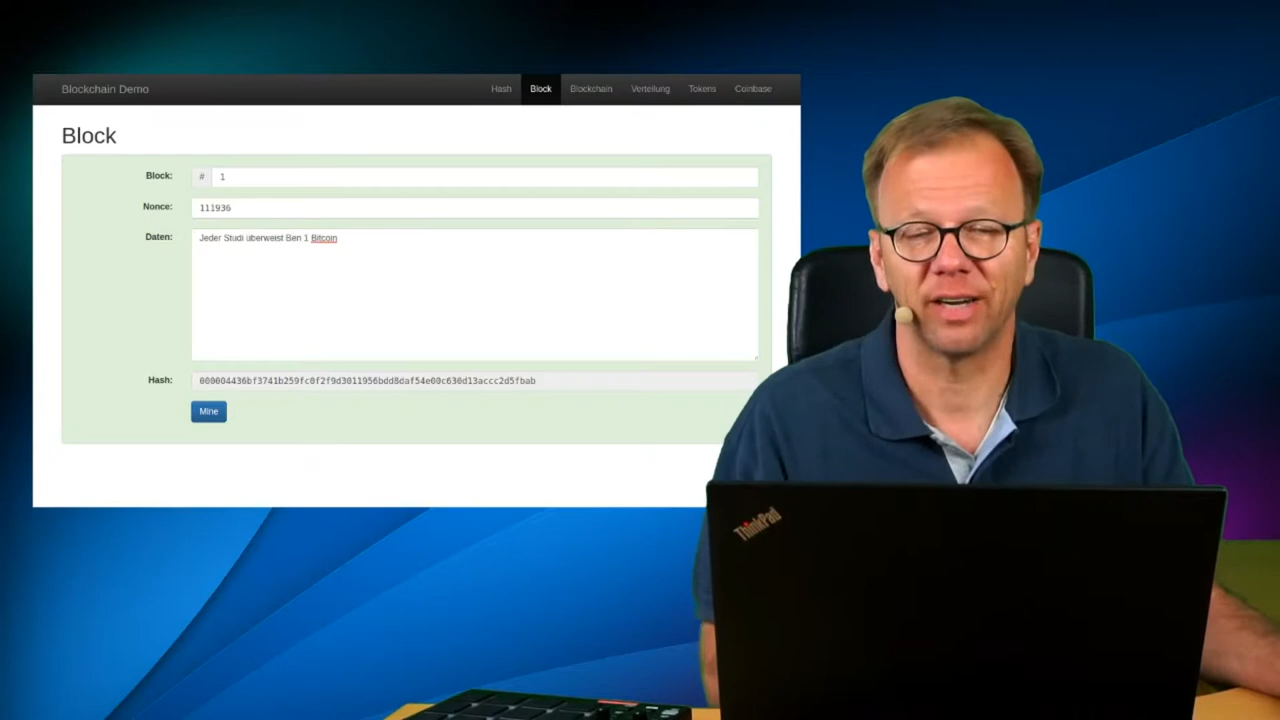 Blockchain Demo
Hash Block Blockchain Verteilung Tokens Coinbase
Block
Block: # 1
Nonce: 111936
Daten: Jeder Studi überweist Ben 1 Bitcoin
Hash: 000004436bf3741b259fc0f2f9d3011956bdd8daf54e00c630d13accc2d5fbab
Mine
ThinkPad